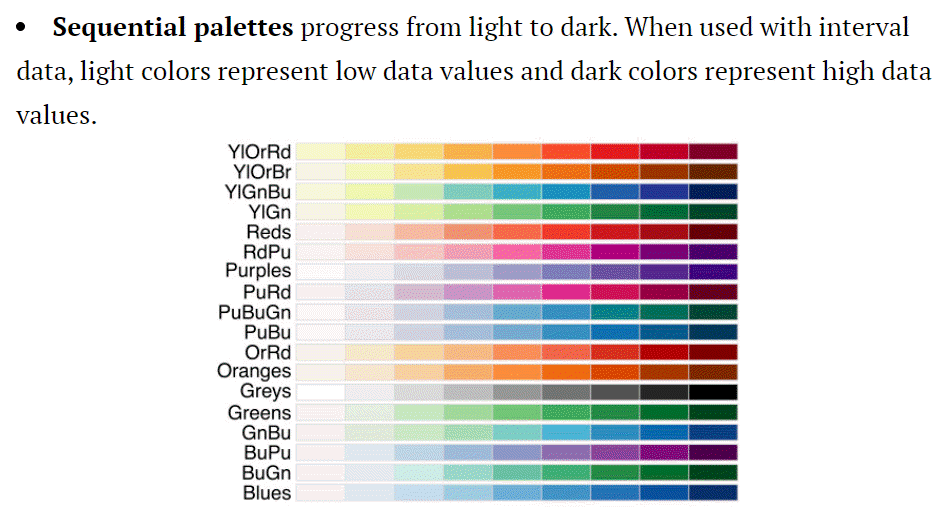 • Sequential palettes progress from light to dark. When used with interval
data, light colors represent low data values and dark colors represent high data
values.
YlOrRd
YlOrBr
YlGnBu
YlGn
Reds
RdPu
Purples
PuRd
PuBuGn
PuBu
OrRd
Oranges
Greys
Greens
GnBu
BuPu
BuGn
Blues